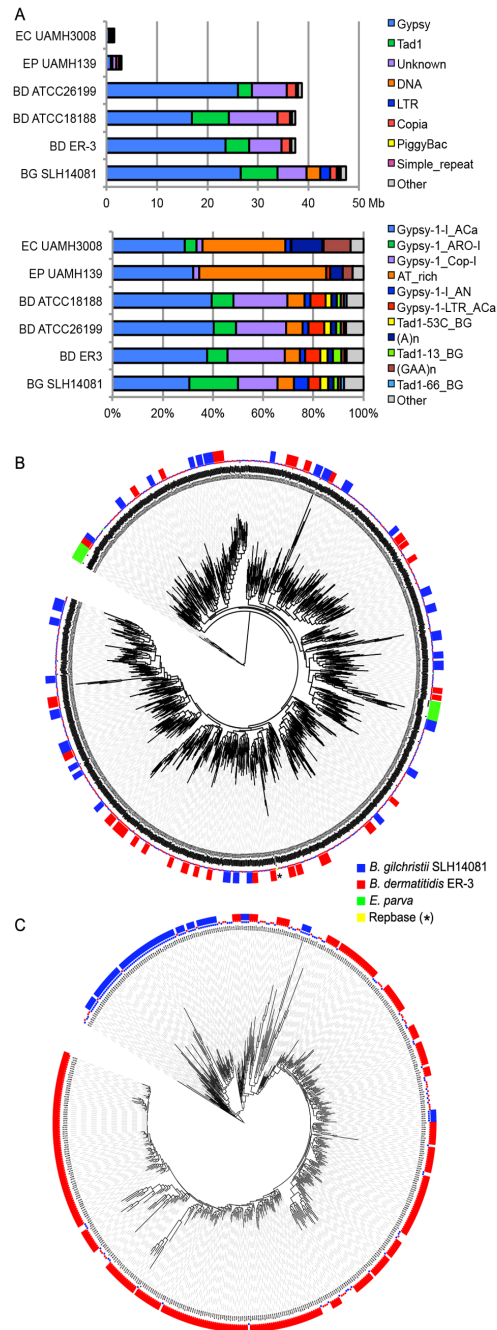 A
EC UAMH3008
EP UAMH139
BD ATCC26199
BD ATCC18188
BD ER-3
BG SLH14081
0 10 20 30 40 50 Mb
Gypsy
Tad1
Unknown
DNA
LTR
Copia
PiggyBac
Simple_repeat
Other
EC UAMH3008
EP UAMH139
BD ATCC18188
BD ATCC26199
BD ER3
BG SLH14081
0% 20% 40% 60% 80% 100%
Gypsy-1-I_ACa
Gypsy-1_ARO-I
Gypsy-1_Cop-I
AT_rich
Gypsy-1-I_AN
Gypsy-1-LTR_ACa
Tad1-53C_BG
(A)n
Tad1-13_BG
(GAA)n
Tad1-66_BG
Other
B
*
B. gilchristii SLH14081
B. dermatitidis ER-3
E. parva
Repbase (*)
C